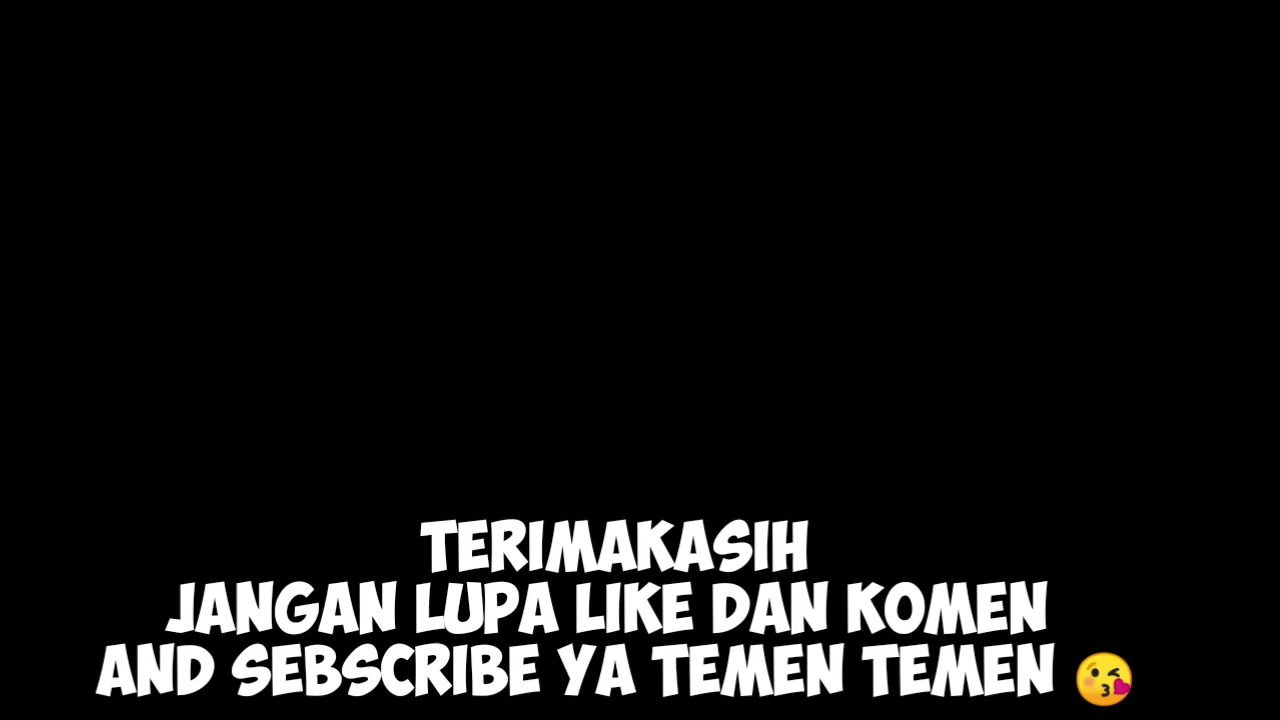 TERIMAKASIH
JANGAN LUPA LIKE DAN KOMEN
AND SEBSCRIBE YA TEMEN TEMEN 😘